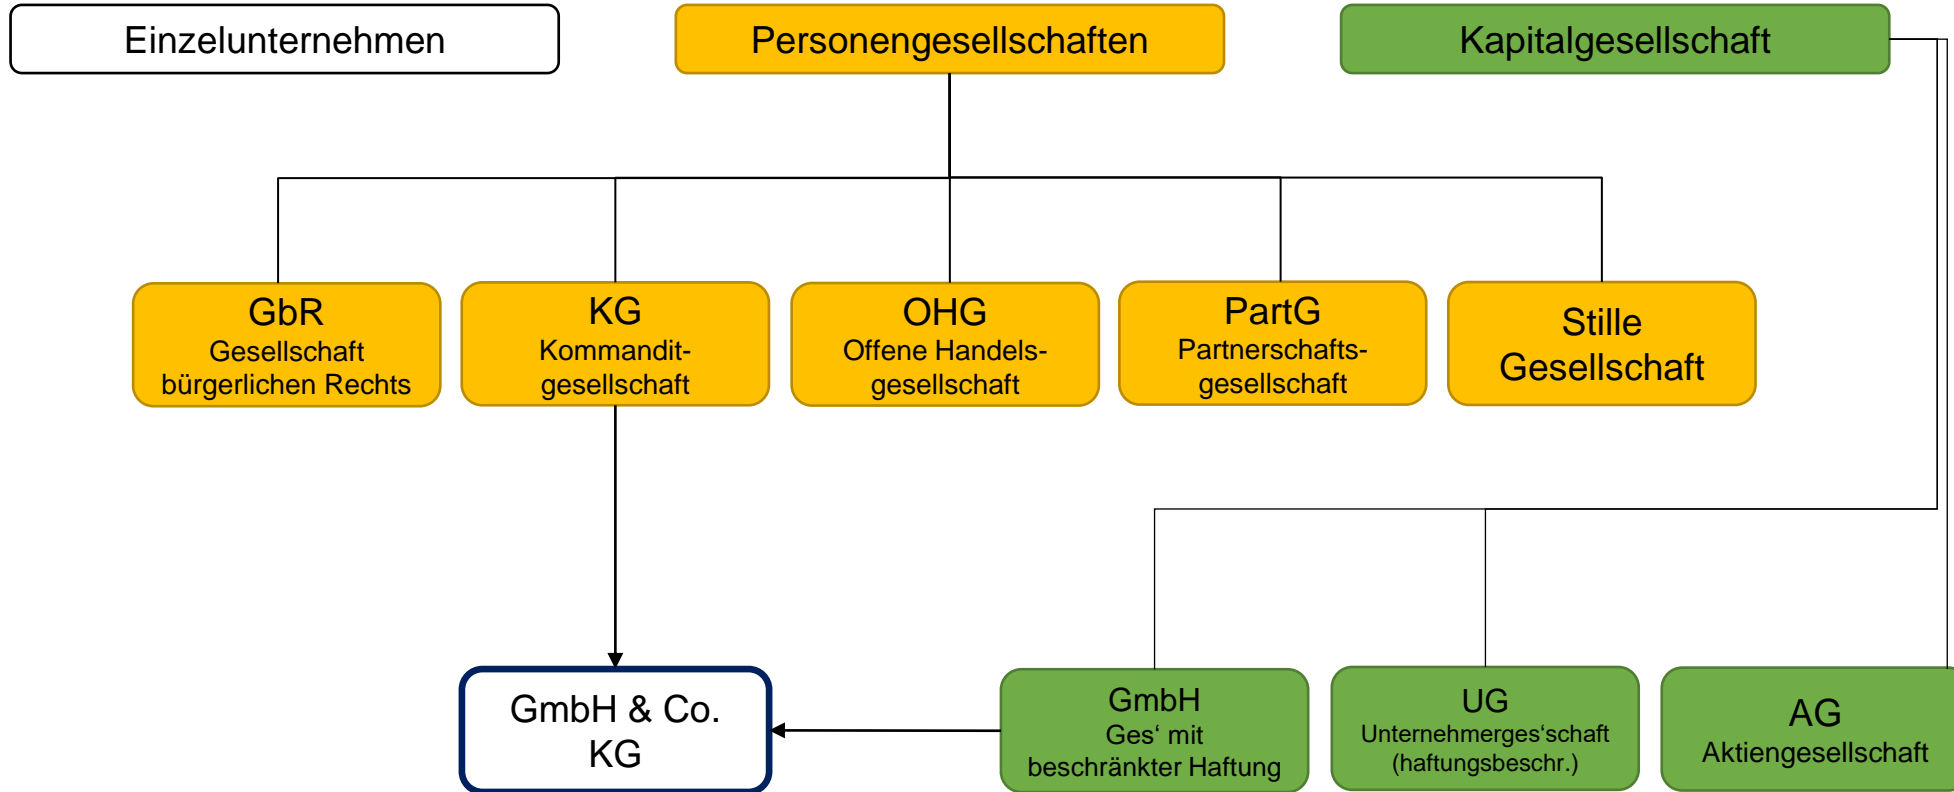 Einzelunternehmen
Personengesellschaften
Kapitalgesellschaft
GbR
Gesellschaft
bürgerlichen Rechts
KG
Kommandit-
gesellschaft
OHG
Offene Handels-
gesellschaft
PartG
Partnerschafts-
gesellschaft
Stille
Gesellschaft
GmbH & Co.
KG
GmbH
Ges‘ mit
beschränkter Haftung
UG
Unternehmerges‘schaft
(haftungsbeschr.)
AG
Aktiengesellschaft